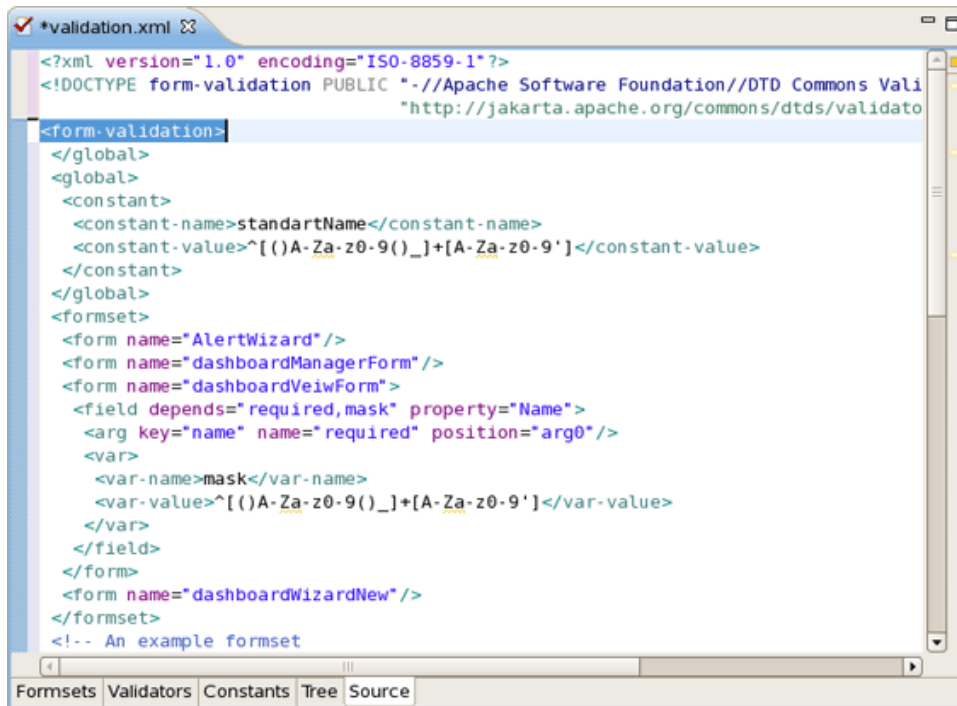 *validation.xml
<?xml version="1.0" encoding="ISO-8859-1"?>
<!DOCTYPE form-validation PUBLIC "-//Apache Software Foundation//DTD Commons Vali
"http://jakarta.apache.org/commons/dtds/validato
<form-validation>
</global>
<global>
<constant>
<constant-name>standartName</constant-name>
<constant-value>^[()A-Za-z0-9()_]+[A-Za-z0-9']</constant-value>
</constant>
</global>
<formset>
<form name="AlertWizard"/>
<form name="dashboardManagerForm"/>
<form name="dashboardVeiwForm">
<field depends="required,mask" property="Name">
<arg key="name" name="required" position="arg0"/>
<var>
<var-name>mask</var-name>
<var-value>^[()A-Za-z0-9()_]+[A-Za-z0-9']</var-value>
</var>
</field>
</form>
<form name="dashboardWizardNew"/>
</formset>
<!-- An example formset
Formsets Validators Constants Tree Source